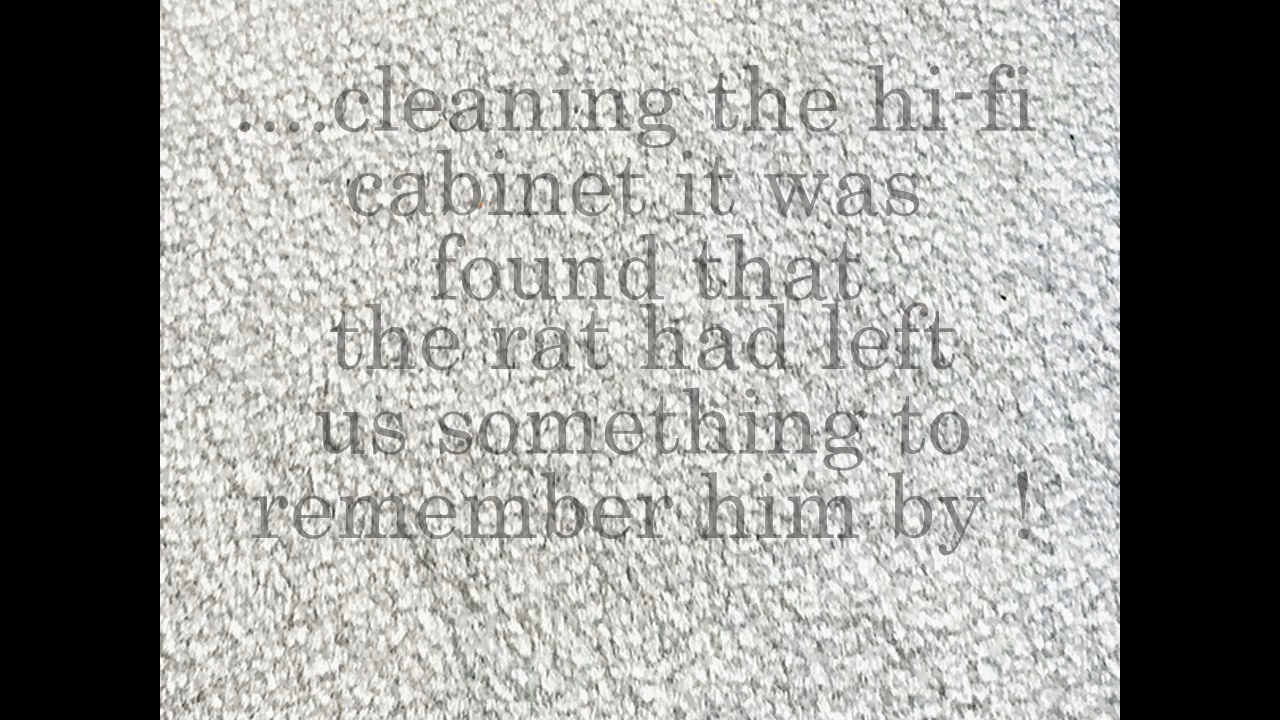 ....cleaning the hi-fi
cabinet it was
found that
the rat had left
us something to
remember him by !